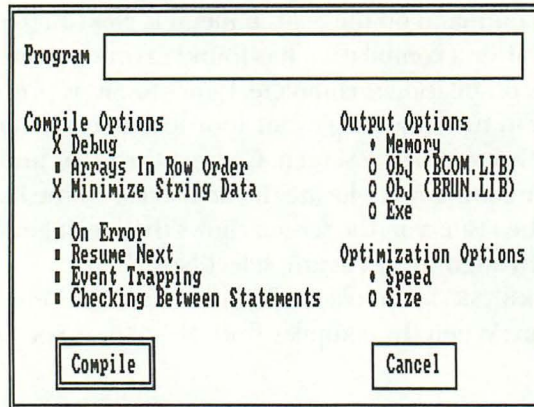 Program
Compile Options
X Debug
Arrays In Row Order
Minimize String Data
On Error
Resume Next
Event Trapping
Checking Between Statements
Output Options
Memory
O Obj (BCOM.LIB)
O Obj (BRUN.LIB)
O Exe
Optimization Options
Speed
O Size
Compile
Cancel